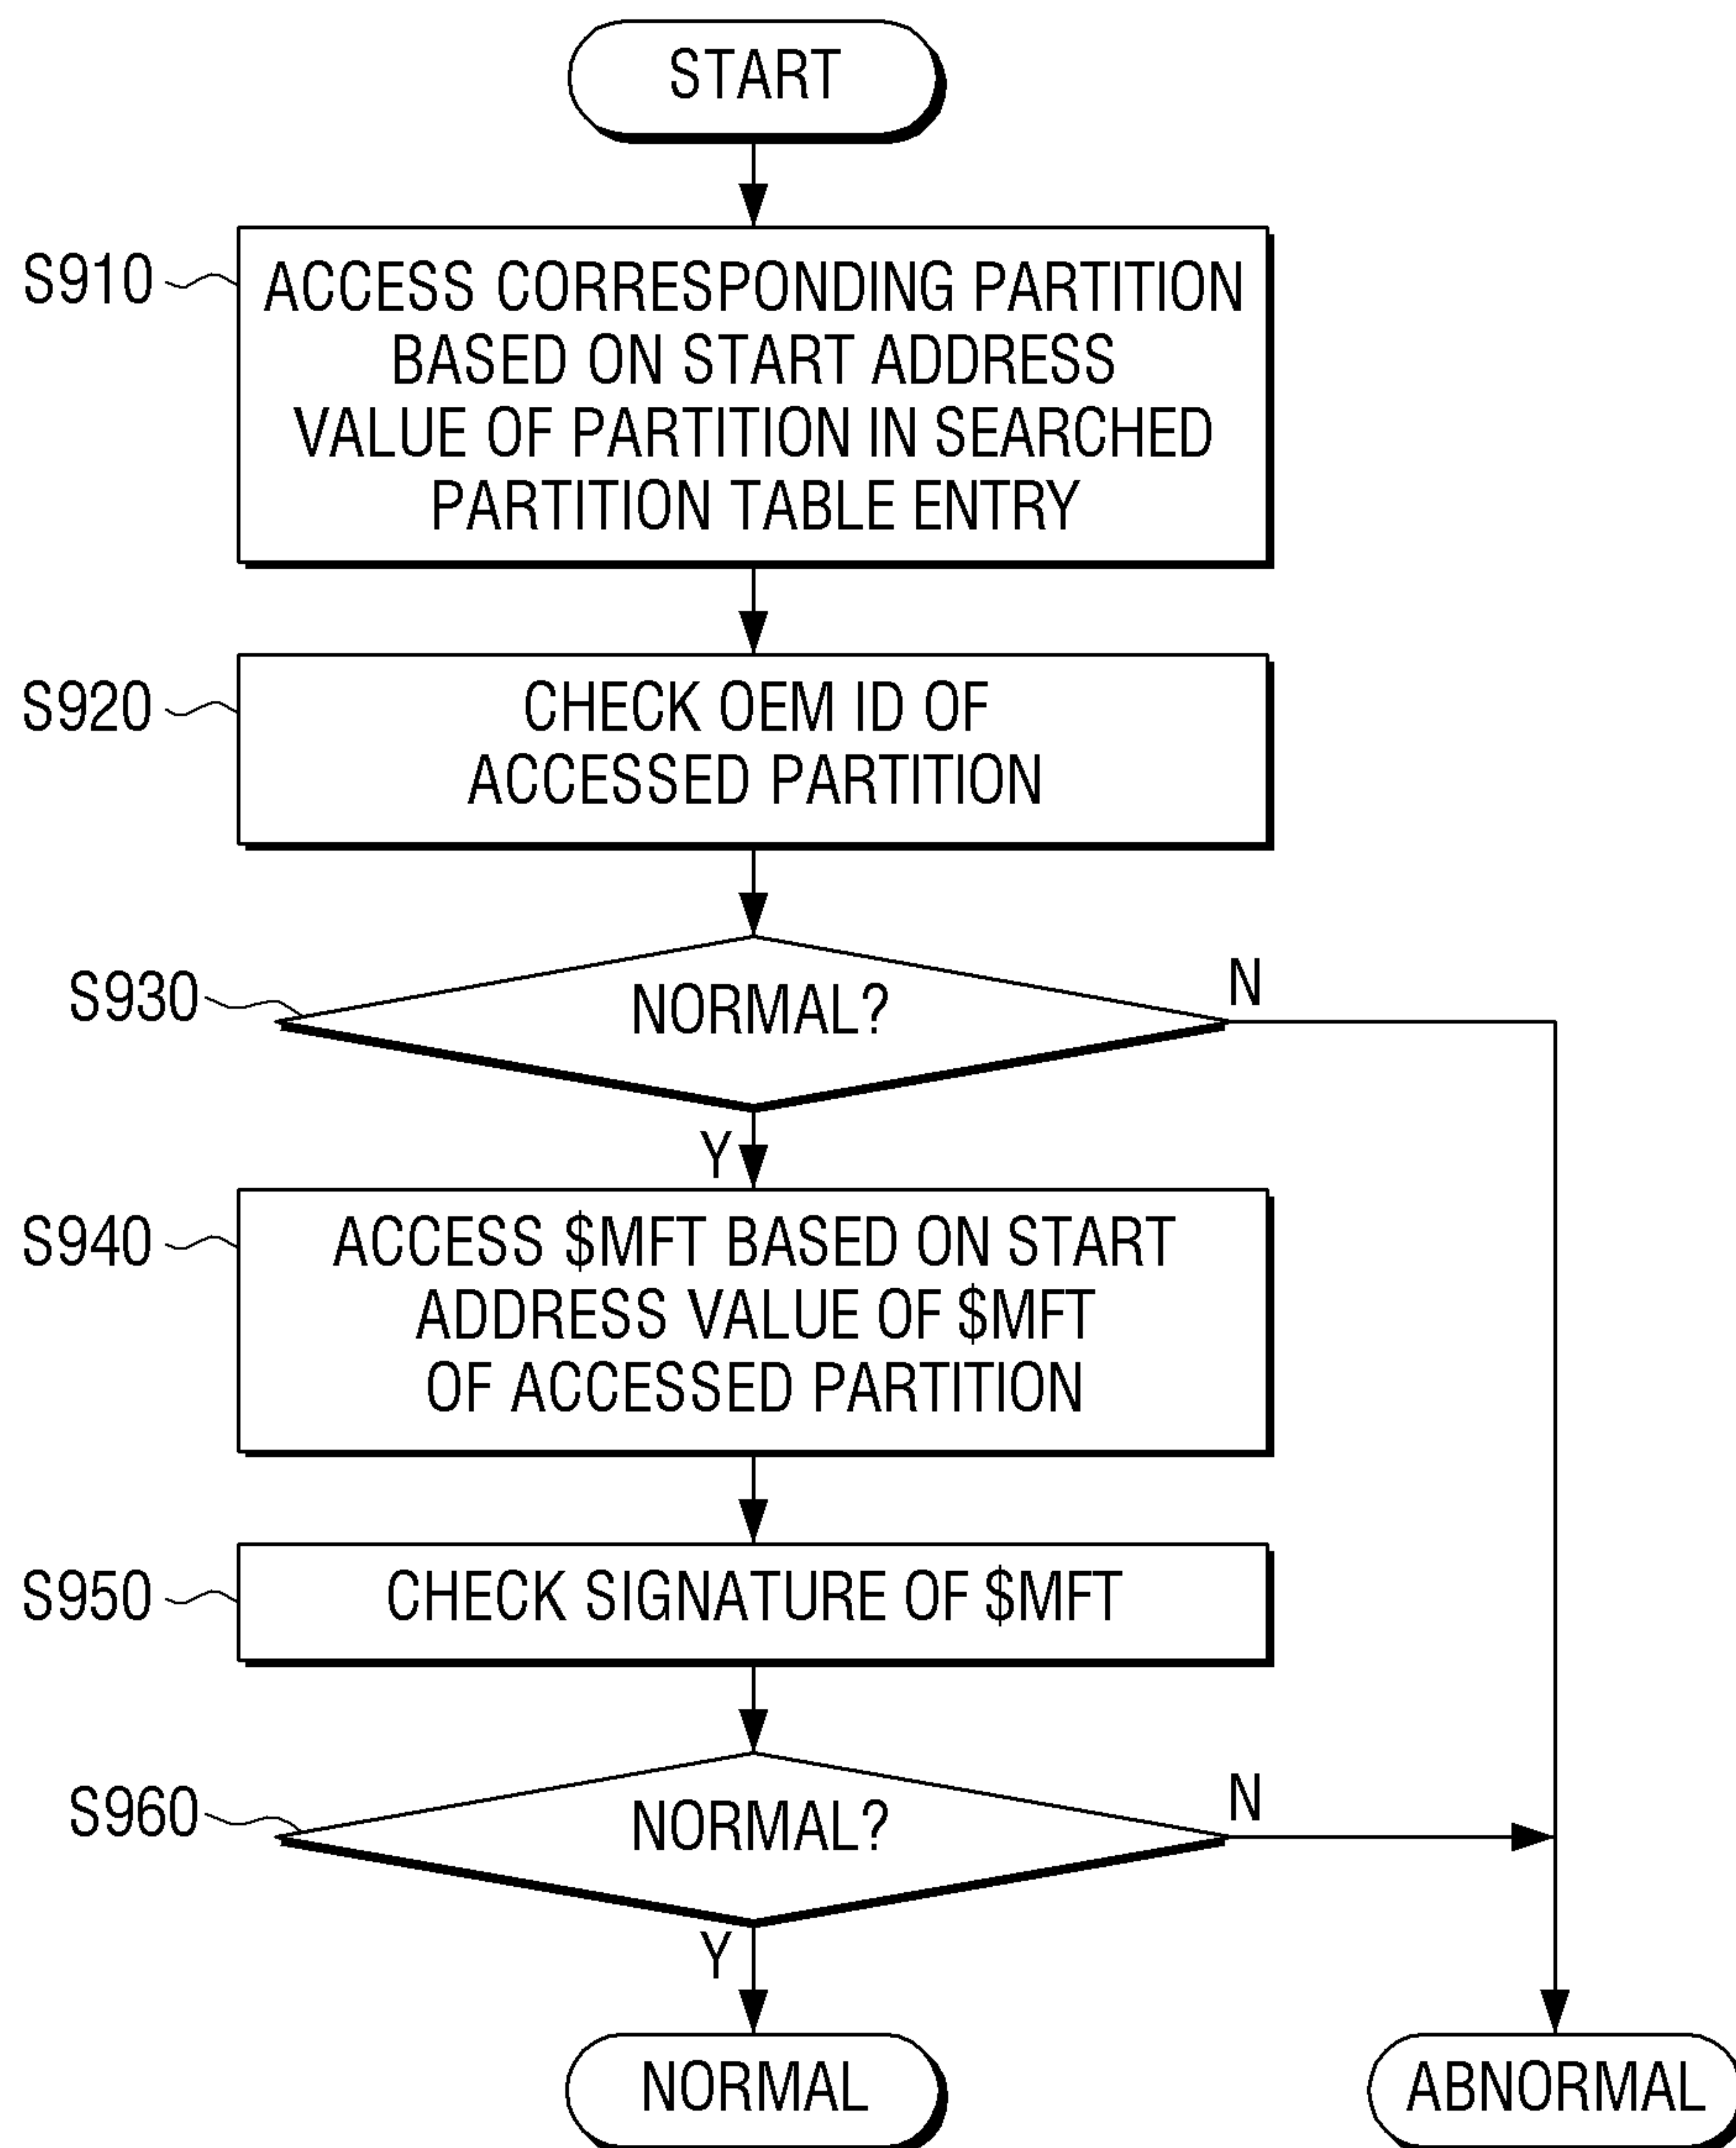 START
S910
ACCESS CORRESPONDING PARTITION
BASED ON START ADDRESS
VALUE OF PARTITION IN SEARCHED
PARTITION TABLE ENTRY
S920
CHECK OEM ID OF
ACCESSED PARTITION
S930
NORMAL?
N
Y
S940
ACCESS $MFT BASED ON START
ADDRESS VALUE OF $MFT
OF ACCESSED PARTITION
S950
CHECK SIGNATURE OF $MFT
S960
NORMAL?
N
Y
NORMAL
ABNORMAL